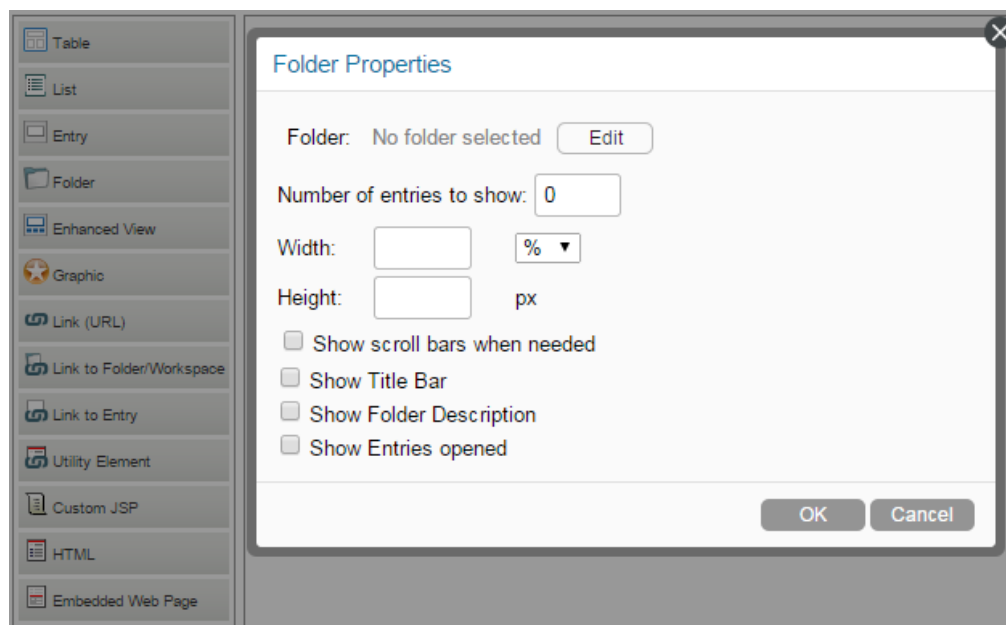 Table
List
Entry
Folder
Enhanced View
Graphic
Link (URL)
Link to Folder/Workspace
Link to Entry
Utility Element
Custom JSP
HTML
Embedded Web Page
Folder Properties
Folder: No folder selected Edit
Number of entries to show: 0
Width: %
Height: px
Show scroll bars when needed
Show Title Bar
Show Folder Description
Show Entries opened
OK Cancel